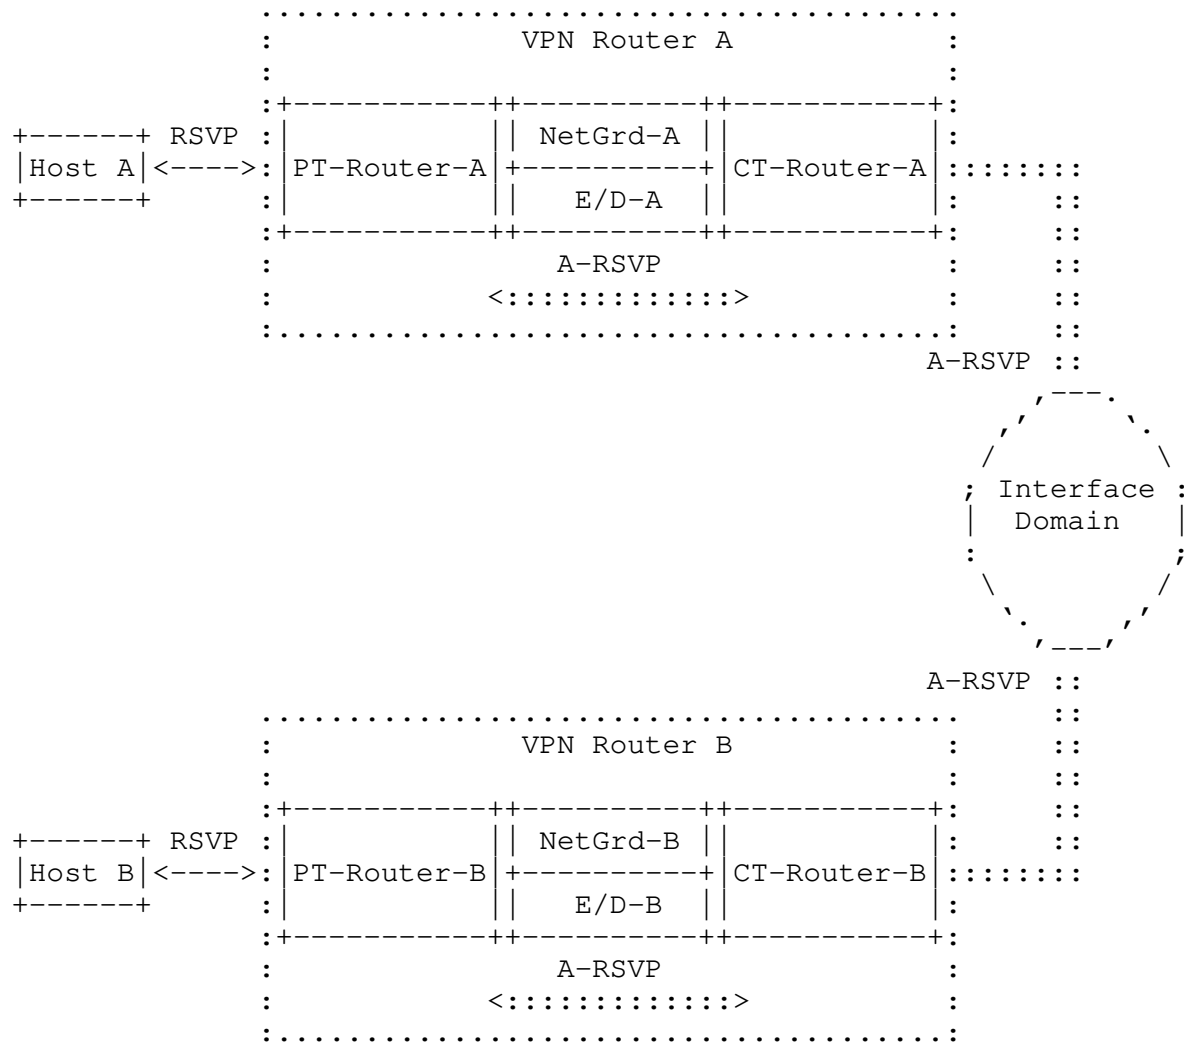 VPN Router A
RSVP NetGrd-A
Host A <----> PT-Router-A CT-Router-A
E/D-A
A-RSVP
<:::::::::::::>
A-RSVP
Interface
Domain
A-RSVP
VPN Router B
RSVP NetGrd-B
Host B <----> PT-Router-B CT-Router-B
E/D-B
A-RSVP
<:::::::::::::>